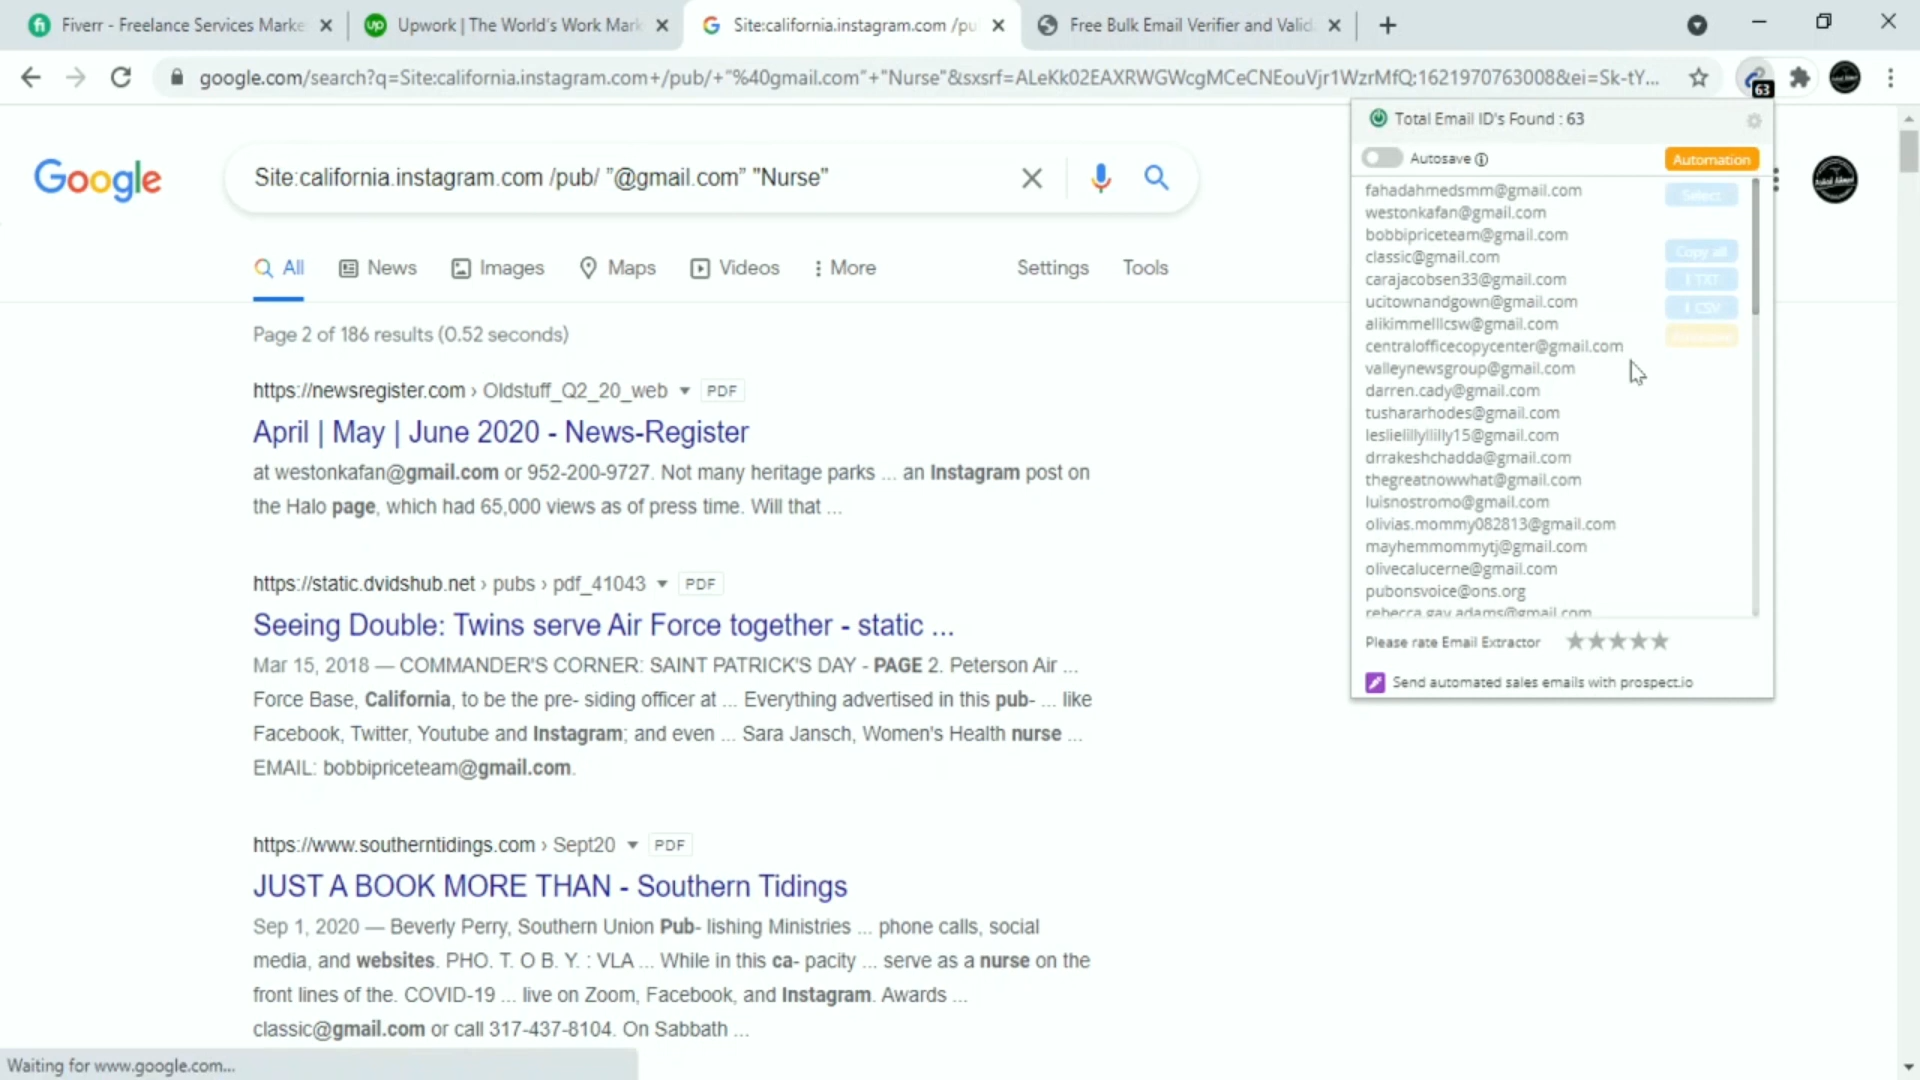 Fiverr - Freelance Services Marke
Upwork | The World's Work Mark
Site:california.instagram.com /pu
Free Bulk Email Verifier and Valid
google.com/search?q=Site:california.instagram.com+/pub/+"%40gmail.com"+"Nurse"&sxsrf=ALeKk02EAXRWGWcgMCeCNEouVjr1WzrMfQ:1621970763008&ei=Sk-tY...
63
Google
Site:california.instagram.com /pub/ "@gmail.com" "Nurse"
All
News
Images
Maps
Videos
More
Settings
Tools
Page 2 of 186 results (0.52 seconds)
https://newsregister.com › Oldstuff_Q2_20_web
PDF
April | May | June 2020 - News-Register
at westonkafan@gmail.com or 952-200-9727. Not many heritage parks ... an Instagram post on
the Halo page, which had 65,000 views as of press time. Will that ...
https://static.dvidshub.net › pubs › pdf_41043
PDF
Seeing Double: Twins serve Air Force together - static ...
Mar 15, 2018 — COMMANDER'S CORNER: SAINT PATRICK'S DAY - PAGE 2. Peterson Air ...
Force Base, California, to be the pre- siding officer at ... Everything advertised in this pub- ... like
Facebook, Twitter, Youtube and Instagram; and even ... Sara Jansch, Women's Health nurse ...
EMAIL: bobbipriceteam@gmail.com.
https://www.southerntidings.com › Sept20
PDF
JUST A BOOK MORE THAN - Southern Tidings
Sep 1, 2020 — Beverly Perry, Southern Union Pub- lishing Ministries ... phone calls, social
media, and websites. PHO. T. O B. Y. : VLA ... While in this ca- pacity ... serve as a nurse on the
front lines of the. COVID-19 ... live on Zoom, Facebook, and Instagram. Awards ...
classic@gmail.com or call 317-437-8104. On Sabbath ...
Total Email ID's Found : 63
Autosave
Automation
fahadahmedsmm@gmail.com
Select
westonkafan@gmail.com
bobbipriceteam@gmail.com
classic@gmail.com
Copy all
carajacobsen33@gmail.com
TXT
ucitownandgown@gmail.com
CSV
alikimmelllcsw@gmail.com
centralofficecopycenter@gmail.com
valleynewsgroup@gmail.com
darren.cady@gmail.com
tushararhodes@gmail.com
leslielillyllilly15@gmail.com
drrakeshchadda@gmail.com
thegreatnowwhat@gmail.com
luisnostromo@gmail.com
olivias.mommy082813@gmail.com
mayhemmommytj@gmail.com
olivecalucerne@gmail.com
pubonsvoice@ons.org
rebecca.gay.adams@gmail.com
Please rate Email Extractor
Send automated sales emails with prospect.io
Waiting for www.google.com...